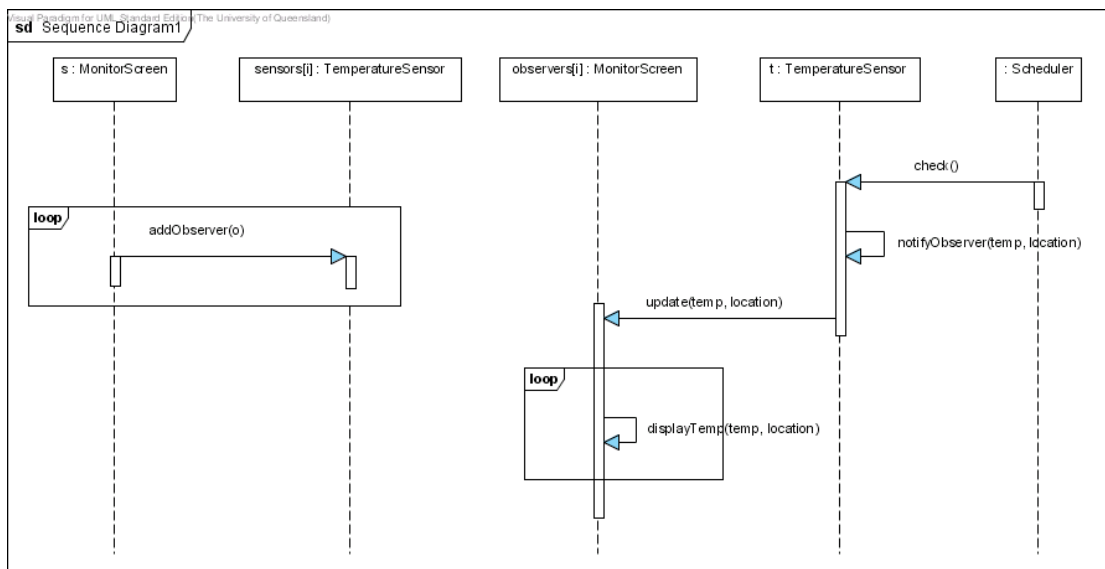 Visual Paradigm for UML Standard Edition(The University of Queensland)
sd Sequence Diagram1
s : MonitorScreen
sensors[i] : TemperatureSensor
observers[i] : MonitorScreen
t : TemperatureSensor
: Scheduler
check()
loop
addObserver(o)
notifyObserver(temp, location)
update(temp, location)
loop
displayTemp(temp, location)